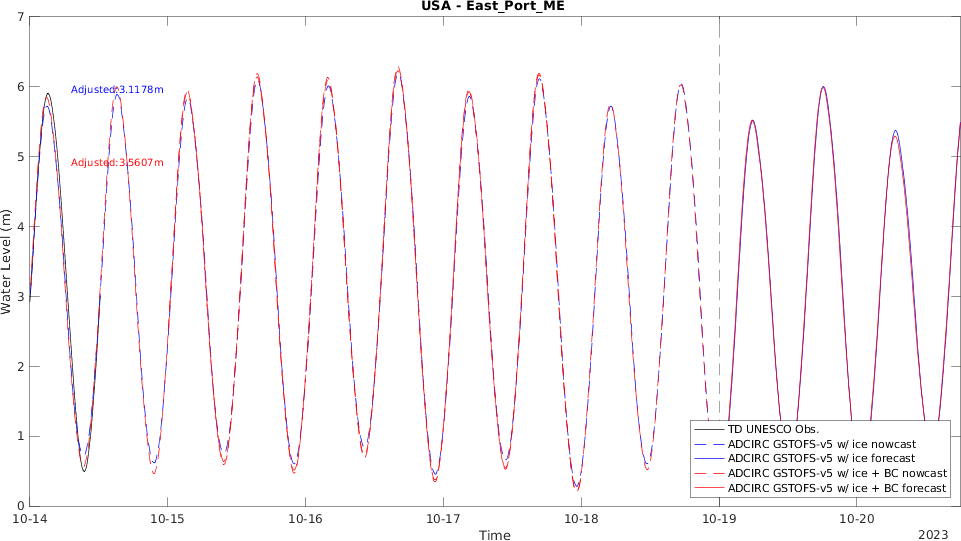 USA - East_Port_ME
7
6
5
4
3
2
1
0
Water Level (m)
Adjusted:3.1178m
Adjusted:3.5607m
TD UNESCO Obs.
ADCIRC GSTOFS-v5 w/ ice nowcast
ADCIRC GSTOFS-v5 w/ ice forecast
ADCIRC GSTOFS-v5 w/ ice + BC nowcast
ADCIRC GSTOFS-v5 w/ ice + BC forecast
10-14 10-15 10-16 10-17 10-18 10-19 10-20
Time
2023